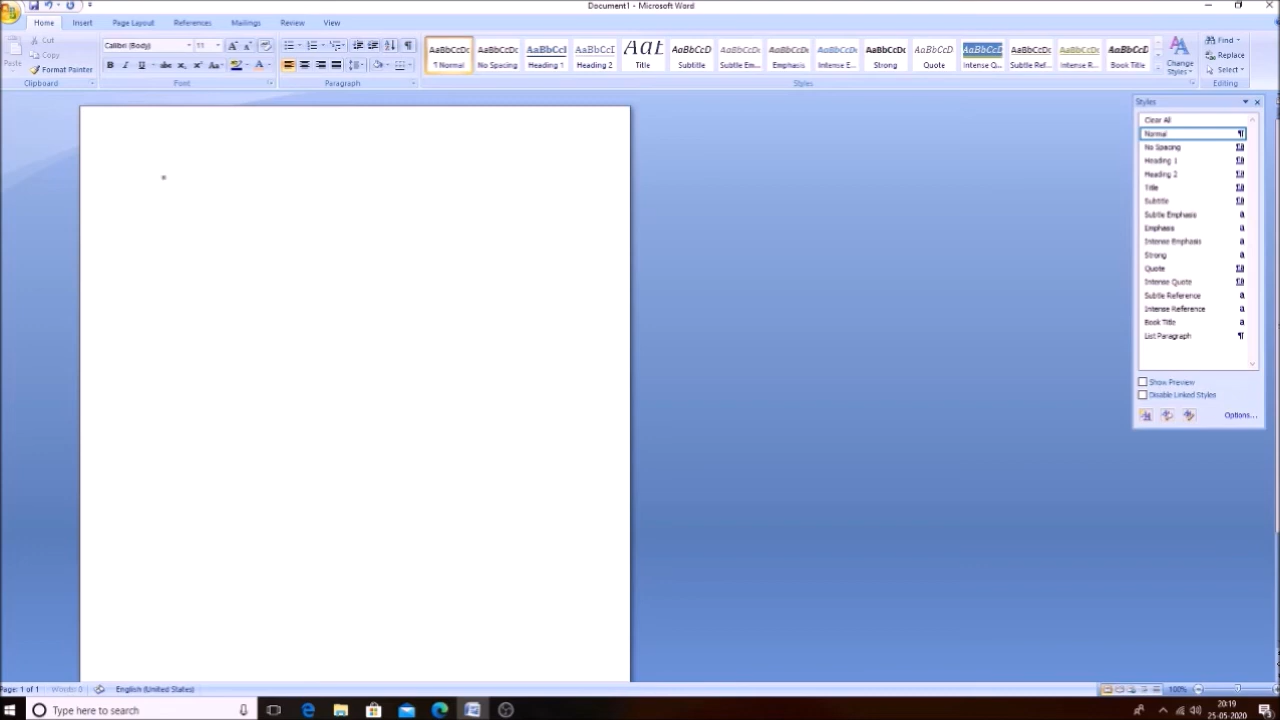 Document1 - Microsoft Word
Home Insert Page Layout References Mailings Review View
Cut
Copy
Paste
Format Painter
Clipboard
Calibri (Body) 11
Font
Paragraph
AaBbCcDc AaBbCcDc AaBbCcI AaBbCcI AaI AaBbCcD AaBbCcDc AaBbCcDc AaBbCcDc AaBbCcDc AaBbCcDc AaBbCcD AaBbCcDc AaBbCcDc AaBbCcD
¶ Normal No Spacing Heading 1 Heading 2 Title Subtitle Subtle Em... Emphasis Intense E... Strong Quote Intense Q... Subtle Ref... Intense R... Book Title
Styles
Change Styles
Find
Replace
Select
Editing
Styles
Clear All
Normal ¶
No Spacing ¶a
Heading 1 ¶a
Heading 2 ¶a
Title ¶a
Subtitle ¶a
Subtle Emphasis a
Emphasis a
Intense Emphasis a
Strong a
Quote ¶a
Intense Quote ¶a
Subtle Reference a
Intense Reference a
Book Title a
List Paragraph ¶
Show Preview
Disable Linked Styles
Options...
Page: 1 of 1 Words: 0 English (United States) 100%
Type here to search
20:19
25-05-2020